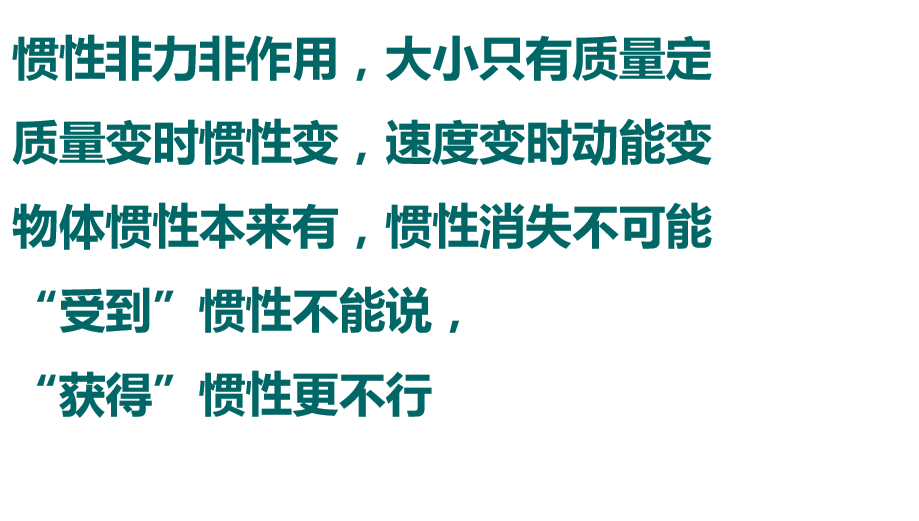 惯性非力非作用，大小只有质量定
质量变时惯性变，速度变时动能变
物体惯性本来有，惯性消失不可能
“受到”惯性不能说，
“获得”惯性更不行